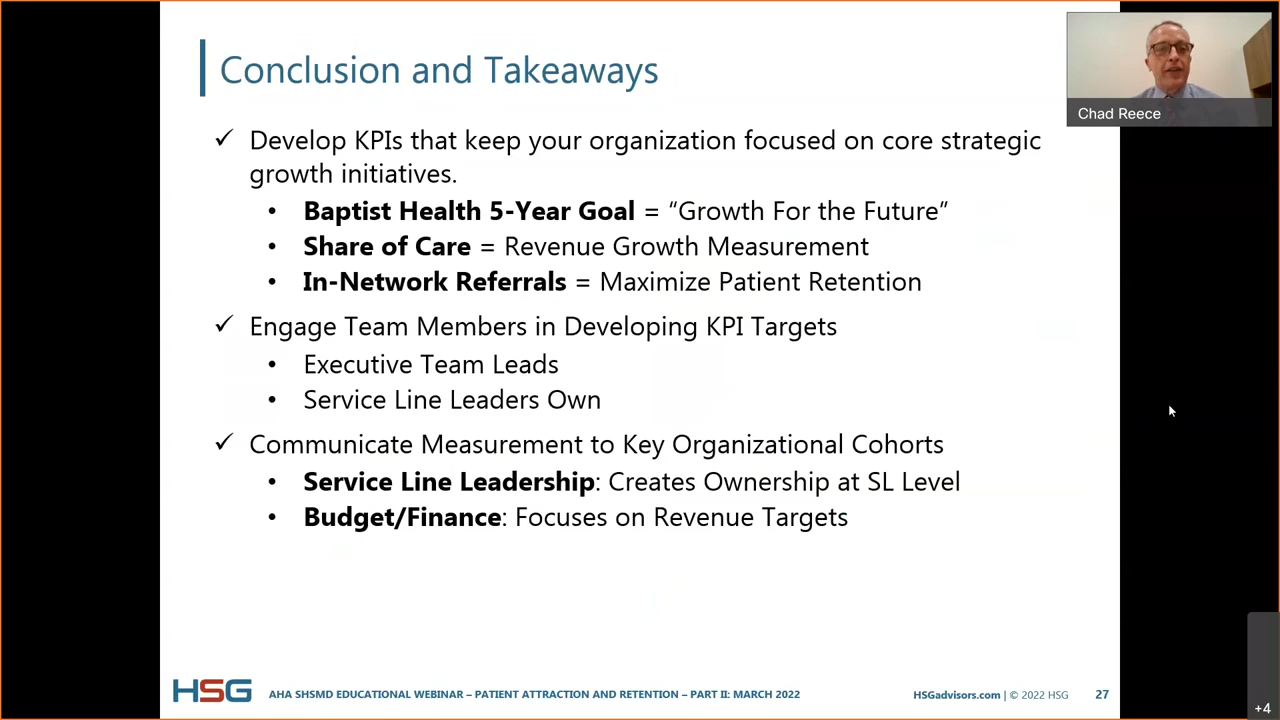 Conclusion and Takeaways
Chad Reece
✓ Develop KPIs that keep your organization focused on core strategic
growth initiatives.
• Baptist Health 5-Year Goal = “Growth For the Future”
• Share of Care = Revenue Growth Measurement
• In-Network Referrals = Maximize Patient Retention
✓ Engage Team Members in Developing KPI Targets
• Executive Team Leads
• Service Line Leaders Own
✓ Communicate Measurement to Key Organizational Cohorts
• Service Line Leadership: Creates Ownership at SL Level
• Budget/Finance: Focuses on Revenue Targets
HSG AHA SHSMD EDUCATIONAL WEBINAR – PATIENT ATTRACTION AND RETENTION – PART II: MARCH 2022 HSGadvisors.com | © 2022 HSG 27
+4